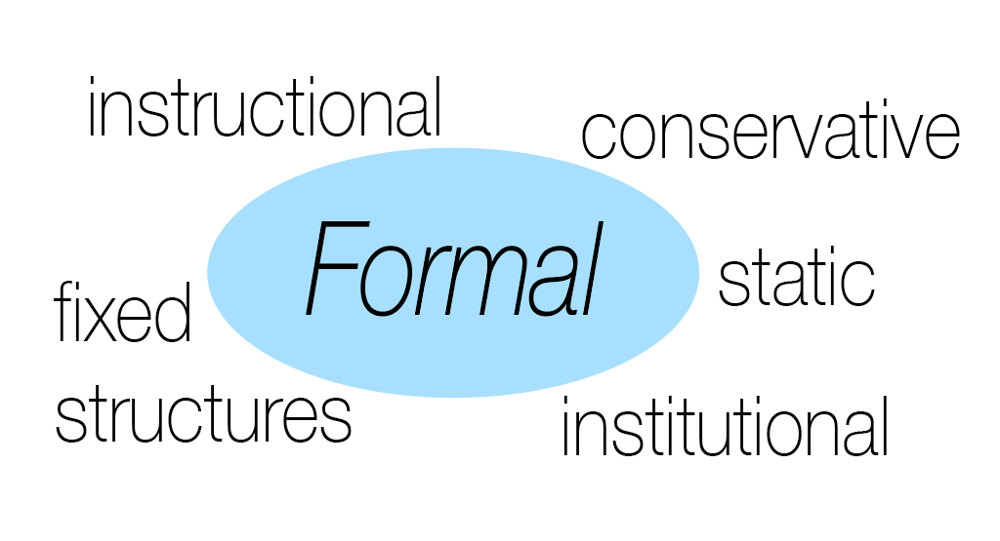 instructional
conservative
Formal
static
fixed
structures
institutional